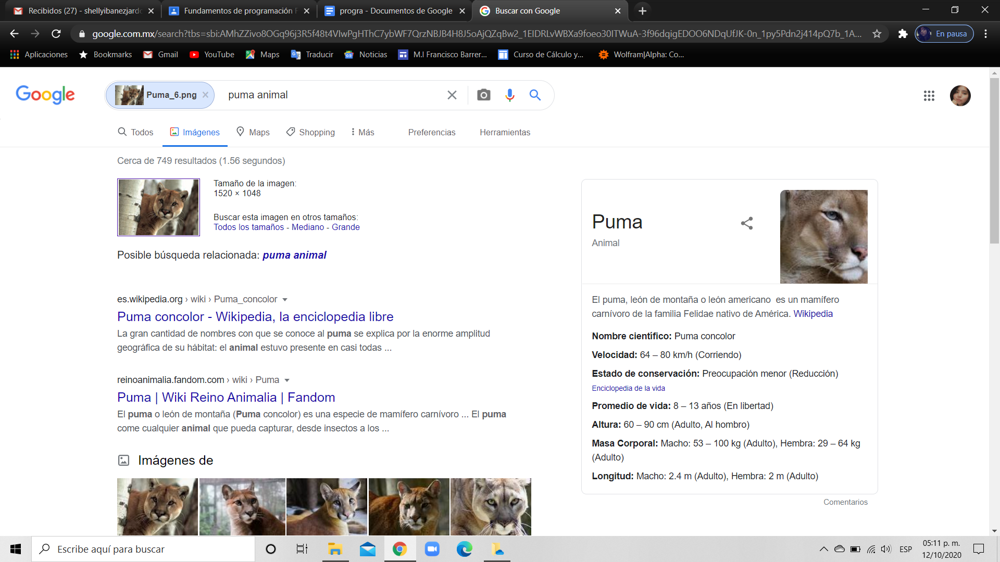 Recibidos (27) - shellyibanezjard
Fundamentos de programación F
progra - Documentos de Google
Buscar con Google
google.com.mx/search?tbs=sbi:AMhZZivo8OGq96j3R5f48t4VIwPgHThC7ybWF7QrzNBJB4H8J5oAjQZqBw2_1EIDRLvWBXa9foeo30ITWuA-3f96dqigEDOO6NDqUfJK-0n_1py5Pdn2j414pQ7b_1A...
En pausa
Aplicaciones
Bookmarks
Gmail
YouTube
Maps
Traducir
Noticias
M.I Francisco Barrer...
Curso de Cálculo y...
Wolfram|Alpha: Co...
Google
Puma_6.png
puma animal
Todos
Imágenes
Maps
Shopping
Más
Preferencias
Herramientas
Cerca de 749 resultados (1.56 segundos)
Tamaño de la imagen:
1520 × 1048
Buscar esta imagen en otros tamaños:
Todos los tamaños - Mediano - Grande
Posible búsqueda relacionada: puma animal
es.wikipedia.org › wiki › Puma_concolor
Puma concolor - Wikipedia, la enciclopedia libre
La gran cantidad de nombres con que se conoce al puma se explica por la enorme amplitud
geográfica de su hábitat: el animal estuvo presente en casi todas ...
reinoanimalia.fandom.com › wiki › Puma
Puma | Wiki Reino Animalia | Fandom
El puma o león de montaña (Puma concolor) es una especie de mamífero carnívoro ... El puma
come cualquier animal que pueda capturar, desde insectos a los ...
Imágenes de
Puma
Animal
El puma, león de montaña o león americano es un mamífero
carnívoro de la familia Felidae nativo de América. Wikipedia
Nombre científico: Puma concolor
Velocidad: 64 – 80 km/h (Corriendo)
Estado de conservación: Preocupación menor (Reducción)
Enciclopedia de la vida
Promedio de vida: 8 – 13 años (En libertad)
Altura: 60 – 90 cm (Adulto, Al hombro)
Masa Corporal: Macho: 53 – 100 kg (Adulto), Hembra: 29 – 64 kg
(Adulto)
Longitud: Macho: 2.4 m (Adulto), Hembra: 2 m (Adulto)
Comentarios
Escribe aquí para buscar
ESP
05:11 p. m.
12/10/2020